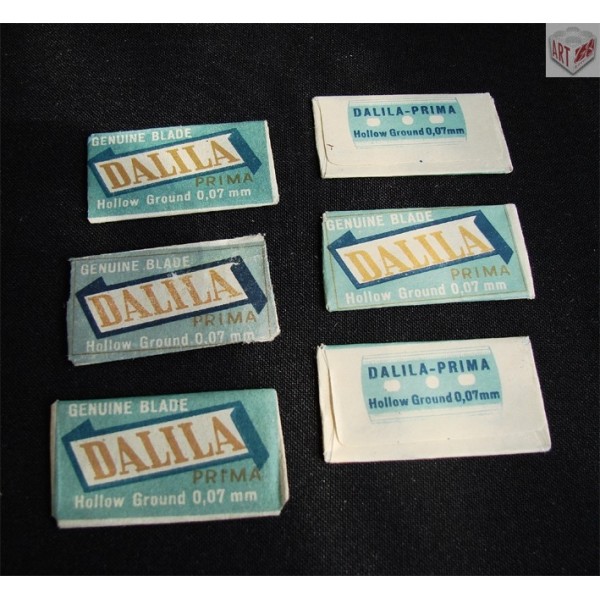 GENUINE BLADE
DALILA
PRIMA
Hollow Ground 0,07 mm
DALILA-PRIMA
Hollow Ground 0,07mm
GENUINE BLADE
DALILA
PRIMA
Hollow Ground 0,07 mm
GENUINE BLADE
DALILA
PRIMA
Hollow Ground 0,07 mm
GENUINE BLADE
DALILA
PRIMA
Hollow Ground 0,07 mm
DALILA-PRIMA
Hollow Ground 0,07mm
ART